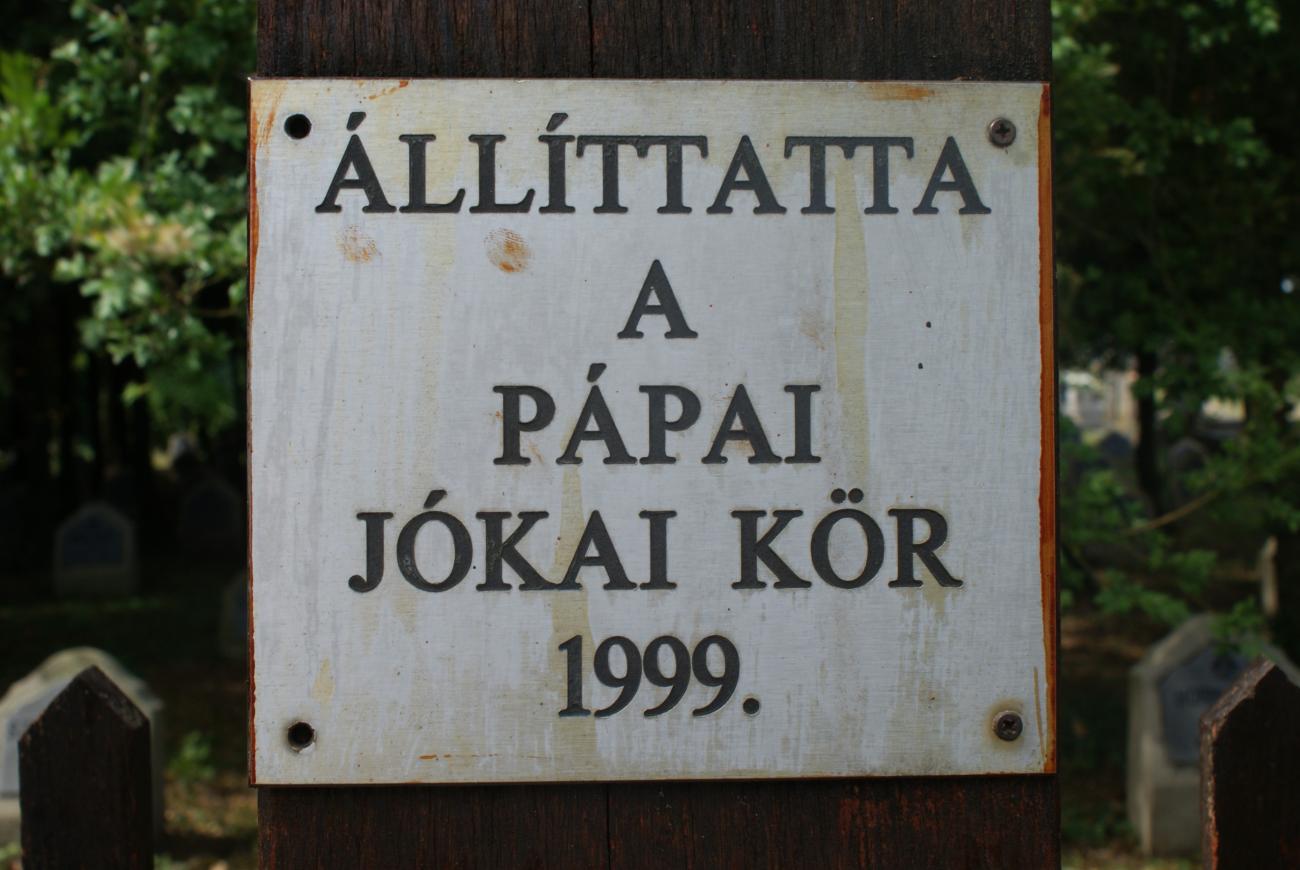 ÁLLÍTTATTA
A
PÁPAI
JÓKAI KÖR
1999.